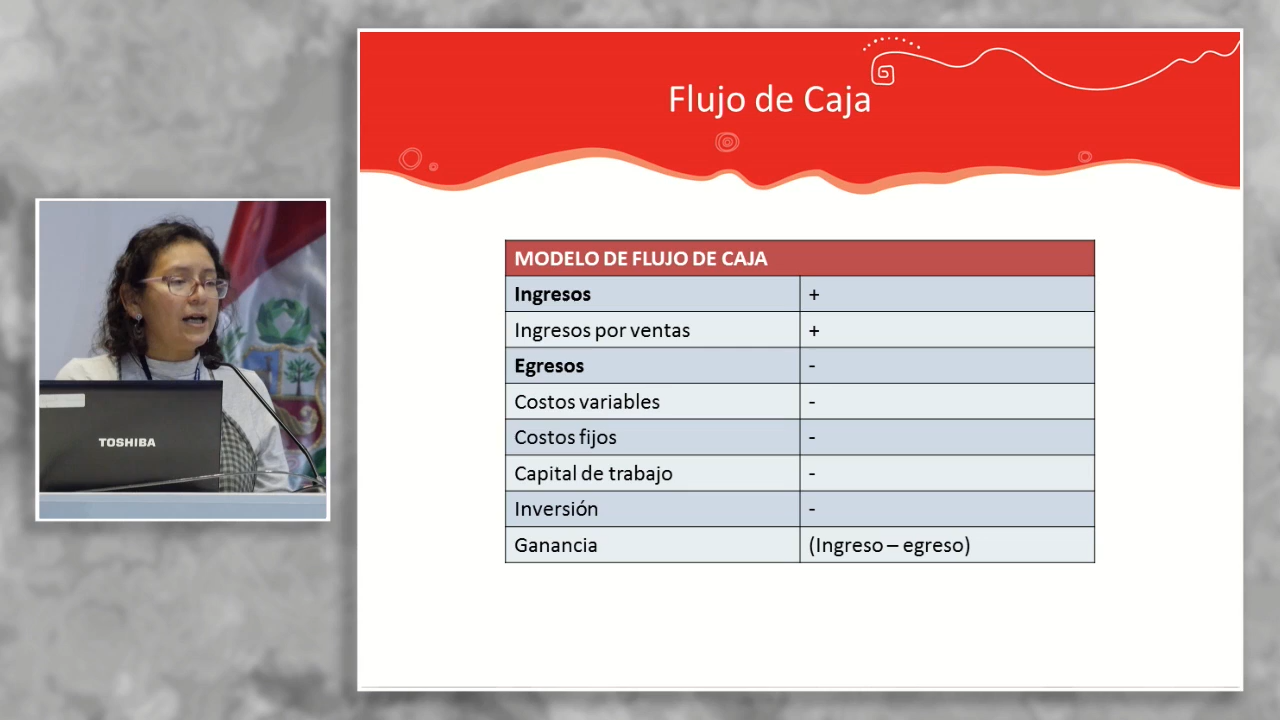 Flujo de Caja
MODELO DE FLUJO DE CAJA
Ingresos +
Ingresos por ventas +
Egresos -
Costos variables -
Costos fijos -
Capital de trabajo -
Inversión -
Ganancia (Ingreso – egreso)
TOSHIBA